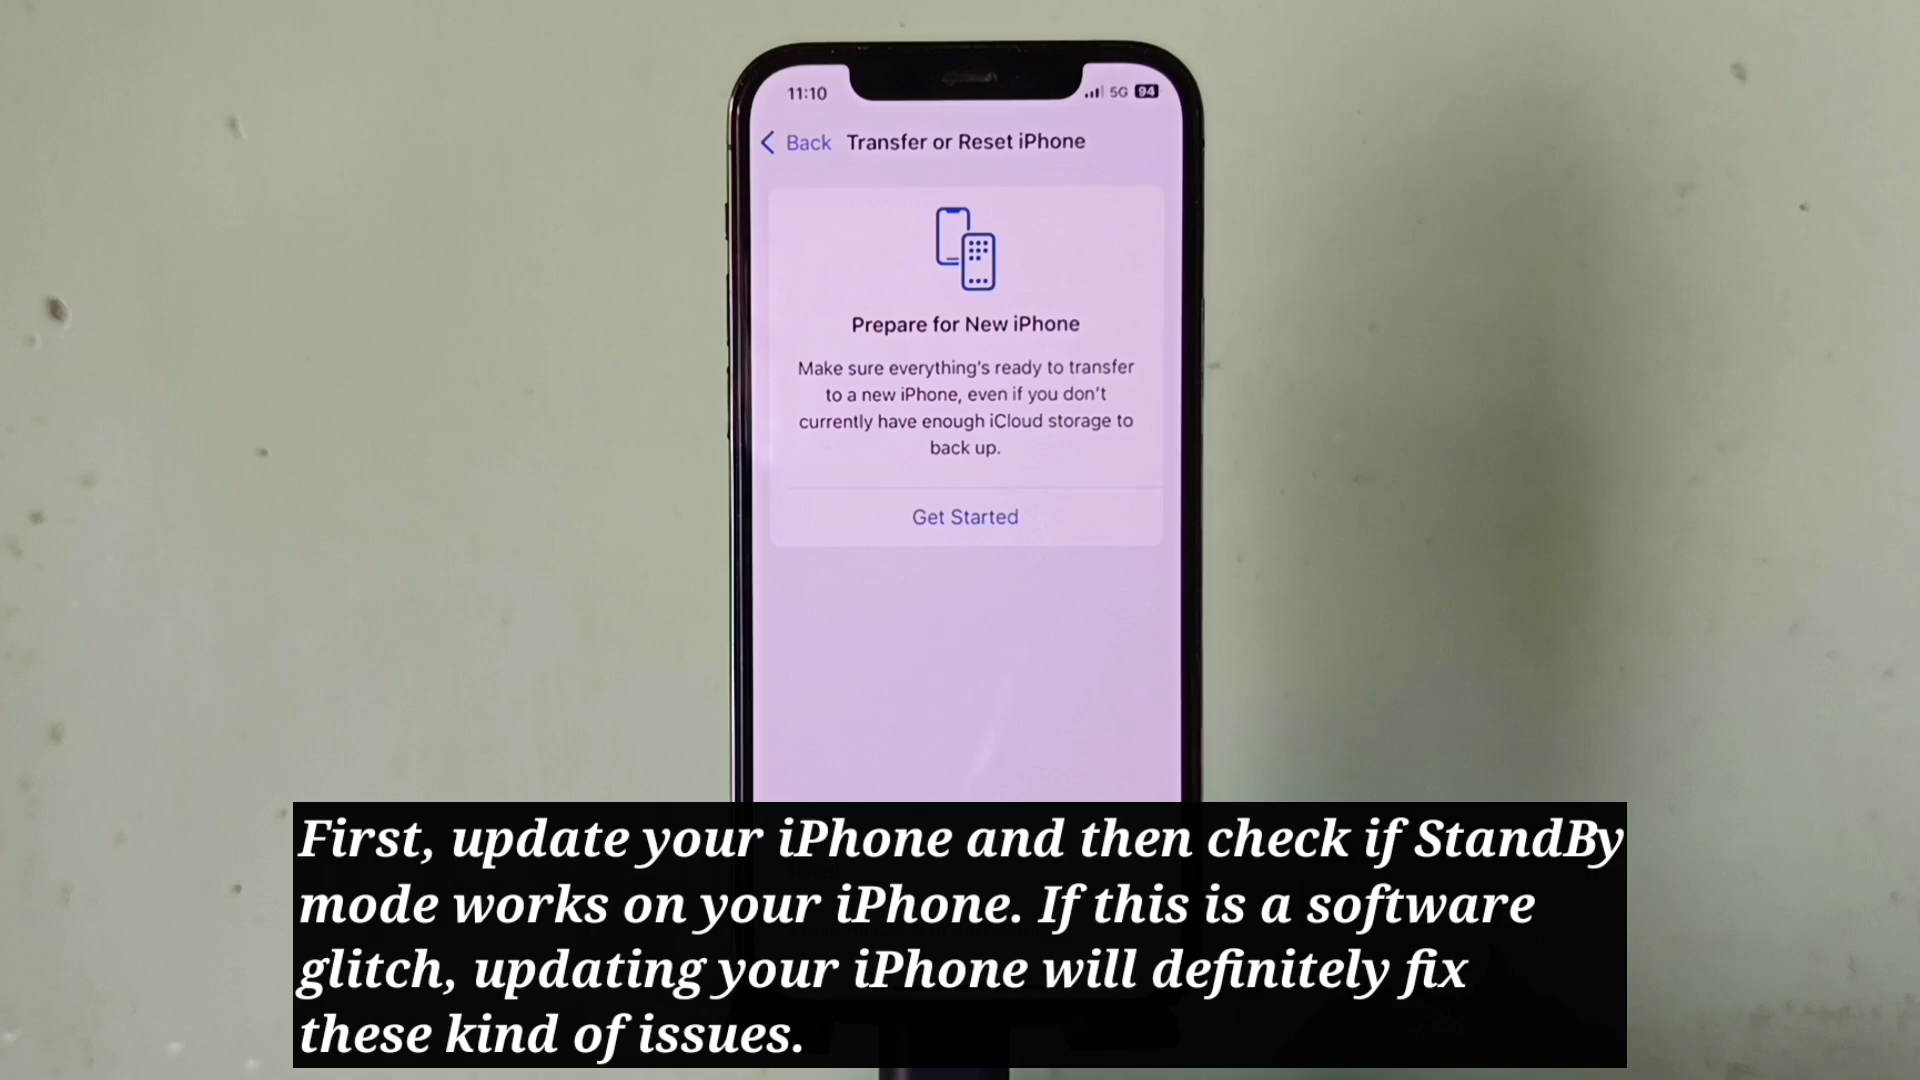 11:10
5G 94
Back Transfer or Reset iPhone
Prepare for New iPhone
Make sure everything's ready to transfer
to a new iPhone, even if you don't
currently have enough iCloud storage to
back up.
Get Started
First, update your iPhone and then check if StandBy
mode works on your iPhone. If this is a software
glitch, updating your iPhone will definitely fix
these kind of issues.